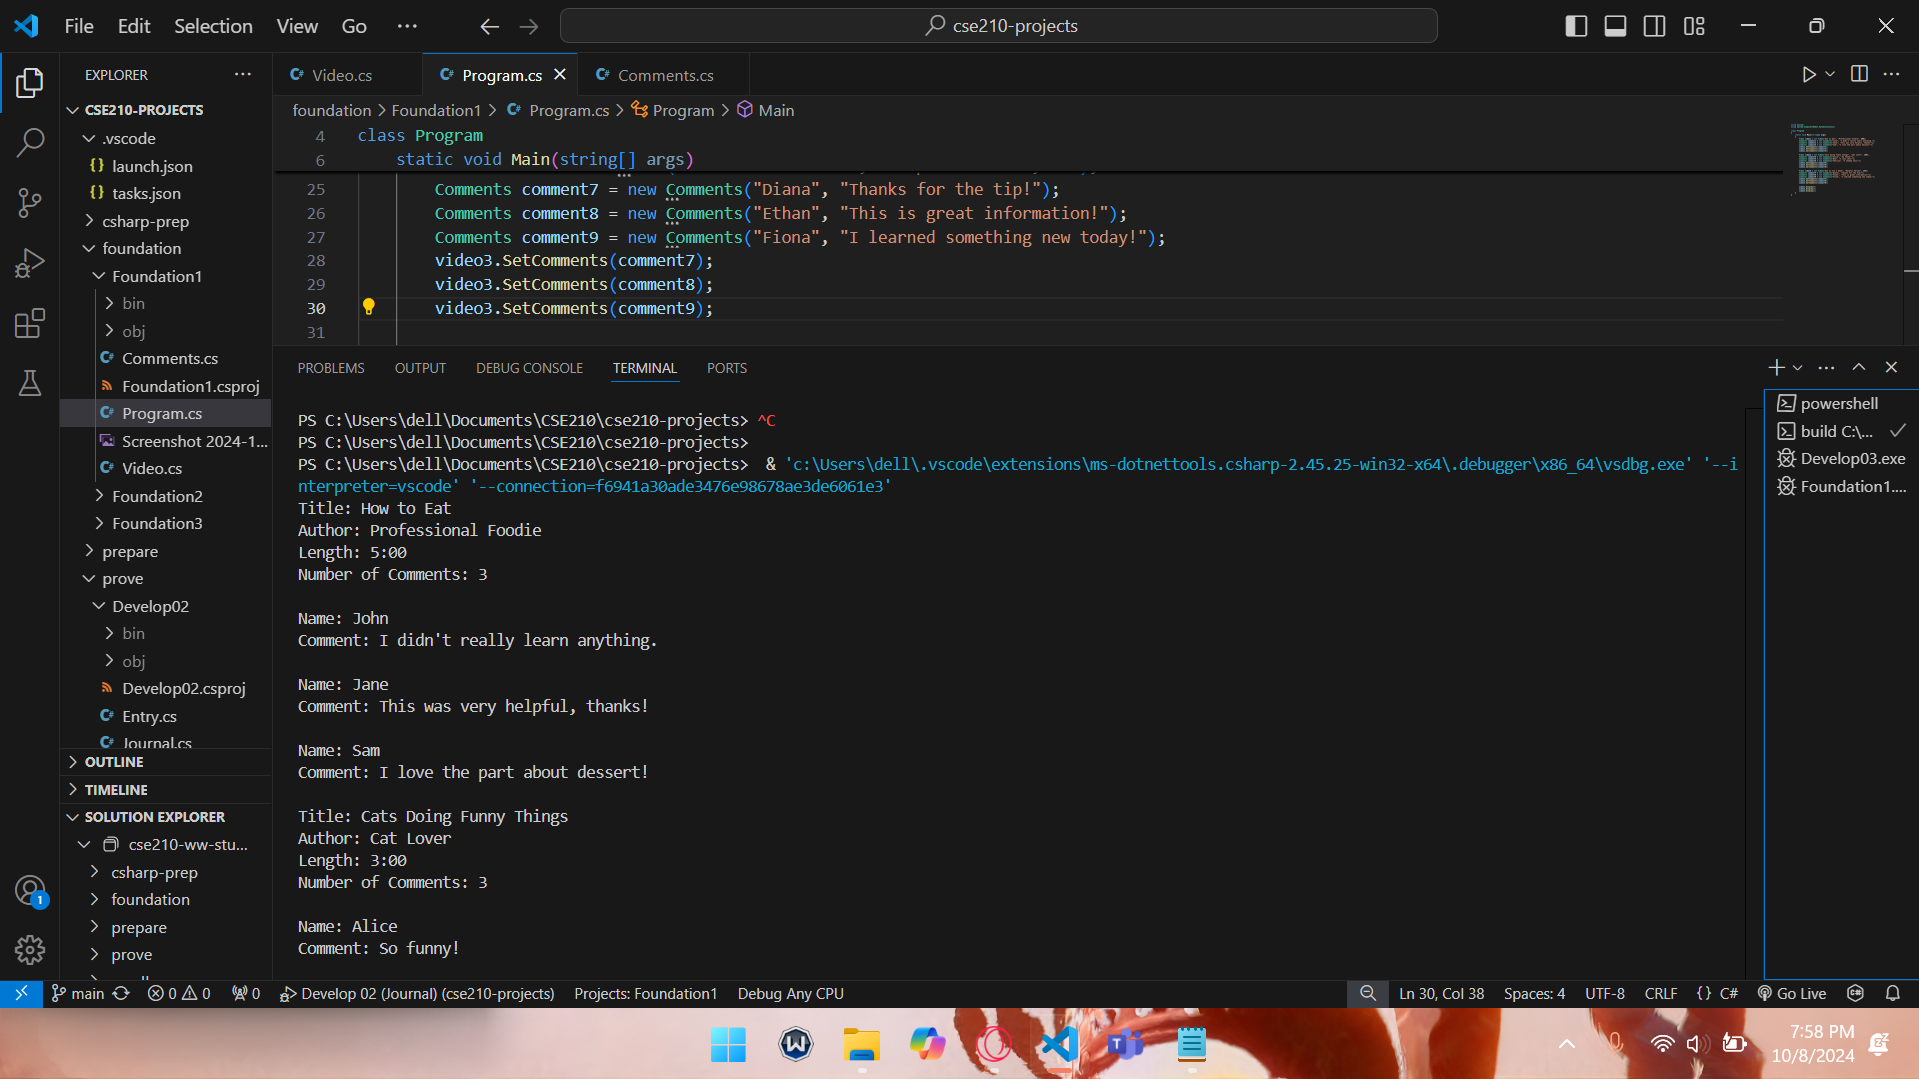 File Edit Selection View Go ··· cse210-projects
EXPLORER ···
CSE210-PROJECTS
.vscode
{} launch.json
{} tasks.json
csharp-prep
foundation
Foundation1
bin
obj
Comments.cs
Foundation1.csproj
Program.cs
Screenshot 2024-1...
Video.cs
Foundation2
Foundation3
prepare
prove
Develop02
bin
obj
Develop02.csproj
Entry.cs
Journal.cs
OUTLINE
TIMELINE
SOLUTION EXPLORER
cse210-ww-stu...
csharp-prep
foundation
prepare
prove
Video.cs Program.cs Comments.cs
foundation > Foundation1 > Program.cs > Program > Main
4 class Program
6 static void Main(string[] args)
25 Comments comment7 = new Comments("Diana", "Thanks for the tip!");
26 Comments comment8 = new Comments("Ethan", "This is great information!");
27 Comments comment9 = new Comments("Fiona", "I learned something new today!");
28 video3.SetComments(comment7);
29 video3.SetComments(comment8);
30 video3.SetComments(comment9);
31
PROBLEMS OUTPUT DEBUG CONSOLE TERMINAL PORTS
PS C:\Users\dell\Documents\CSE210\cse210-projects> ^C
PS C:\Users\dell\Documents\CSE210\cse210-projects>
PS C:\Users\dell\Documents\CSE210\cse210-projects> & 'c:\Users\dell\.vscode\extensions\ms-dotnettools.csharp-2.45.25-win32-x64\.debugger\x86_64\vsdbg.exe' '--i
nterpreter=vscode' '--connection=f6941a30ade3476e98678ae3de6061e3'
Title: How to Eat
Author: Professional Foodie
Length: 5:00
Number of Comments: 3
Name: John
Comment: I didn't really learn anything.
Name: Jane
Comment: This was very helpful, thanks!
Name: Sam
Comment: I love the part about dessert!
Title: Cats Doing Funny Things
Author: Cat Lover
Length: 3:00
Number of Comments: 3
Name: Alice
Comment: So funny!
powershell
build C:\...
Develop03.exe
Foundation1....
1
main 0 0 0 Develop 02 (Journal) (cse210-projects) Projects: Foundation1 Debug Any CPU Ln 30, Col 38 Spaces: 4 UTF-8 CRLF {} C# Go Live
7:58 PM
10/8/2024